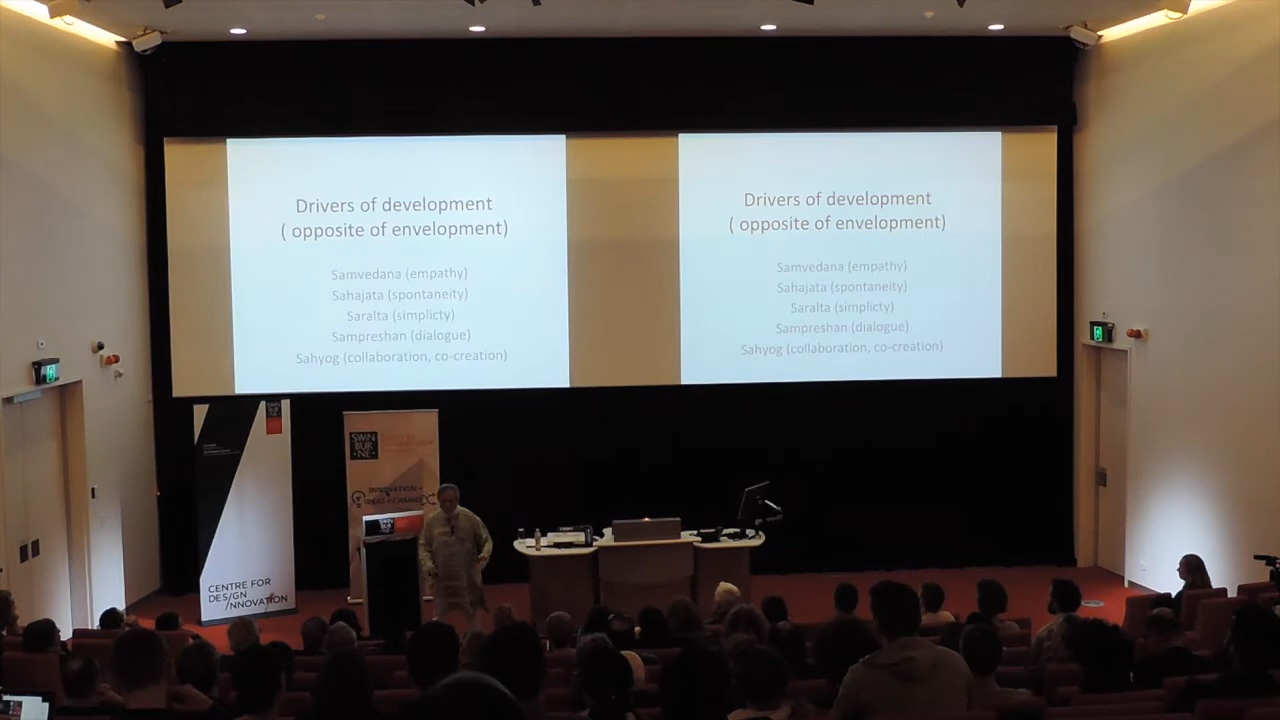 Drivers of development
( opposite of envelopment)
Samvedana (empathy)
Sahajata (spontaneity)
Saralta (simplicty)
Sampreshan (dialogue)
Sahyog (collaboration, co-creation)
Drivers of development
( opposite of envelopment)
Samvedana (empathy)
Sahajata (spontaneity)
Saralta (simplicty)
Sampreshan (dialogue)
Sahyog (collaboration, co-creation)
CENTRE FOR
DES/GN
/NNOVATION
SWIN
BUR
NE
INNOVATION =
IDEAS
CHANGE